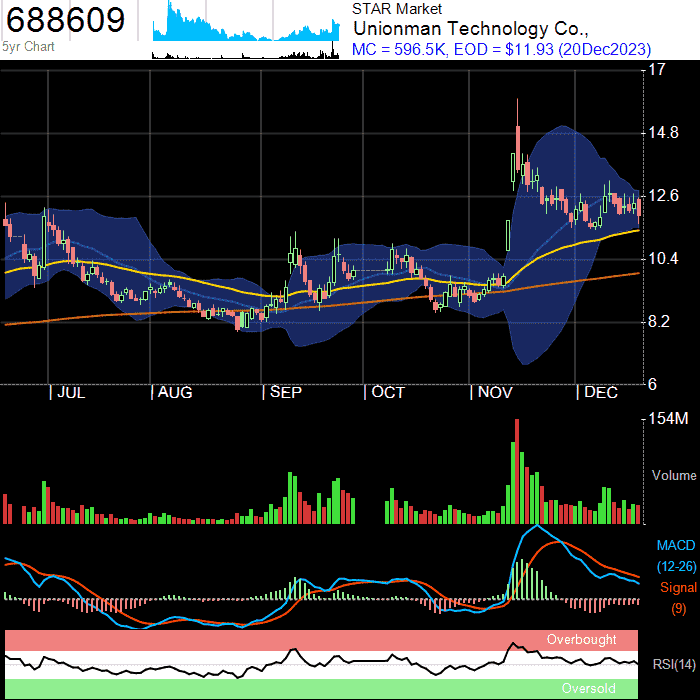 688609
5yr Chart
STAR Market
Unionman Technology Co.,
MC = 596.5K, EOD = $11.93 (20Dec2023)
17
14.8
12.6
10.4
8.2
6
| JUL | AUG | SEP | OCT | NOV | DEC
154M
Volume
MACD
(12-26)
Signal
(9)
Overbought
RSI(14)
Oversold